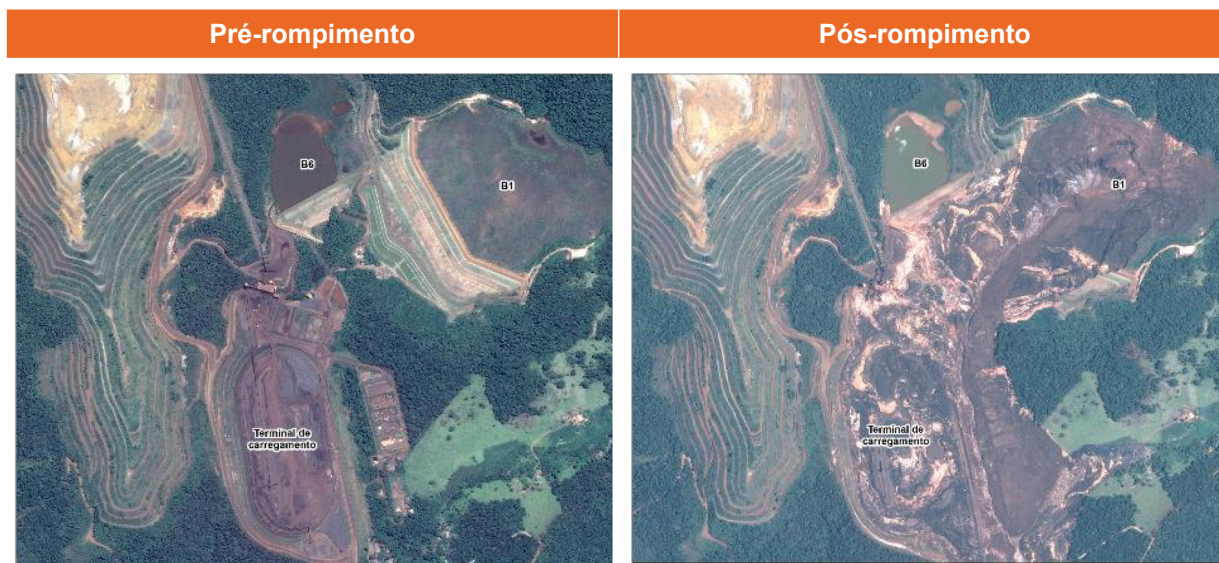 Pré-rompimento
Pós-rompimento
B6
B1
Terminal de
carregamento
B6
B1
Terminal de
carregamento